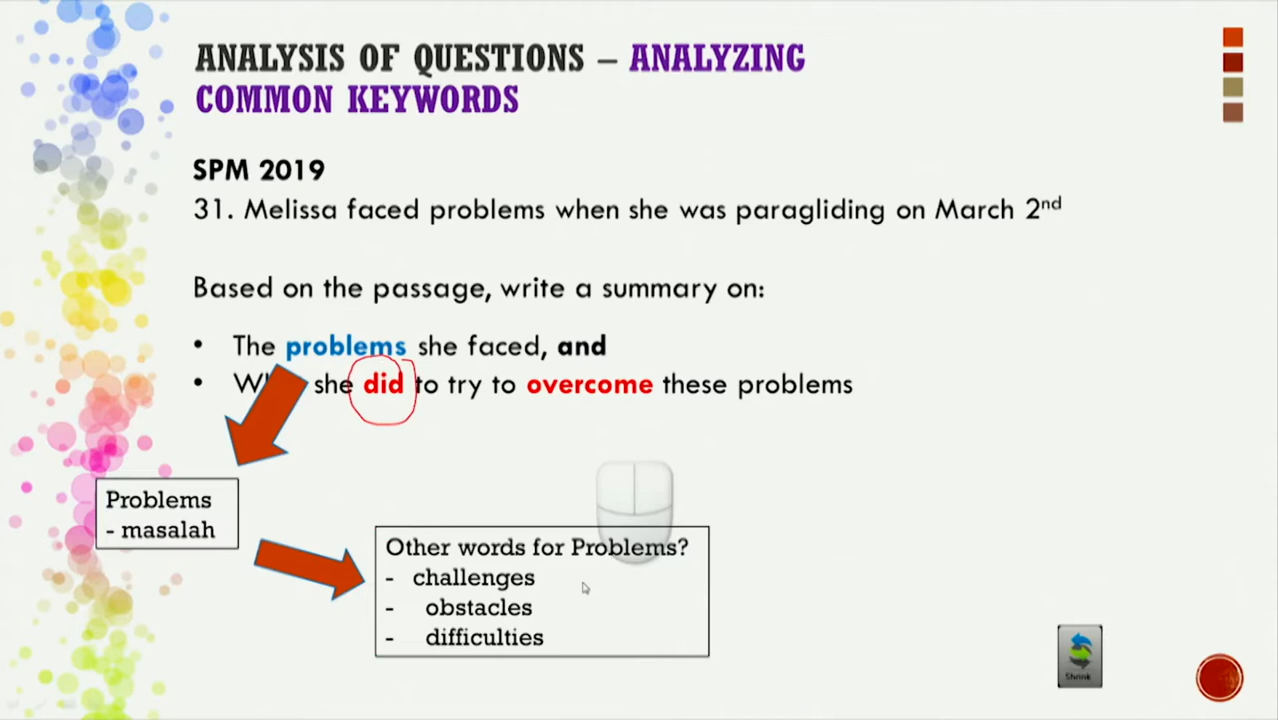 ANALYSIS OF QUESTIONS – ANALYZING
COMMON KEYWORDS
SPM 2019
31. Melissa faced problems when she was paragliding on March 2nd
Based on the passage, write a summary on:
• The problems she faced, and
• she did to try to overcome these problems
Problems
- masalah
Other words for Problems?
- challenges
- obstacles
- difficulties
Shrink